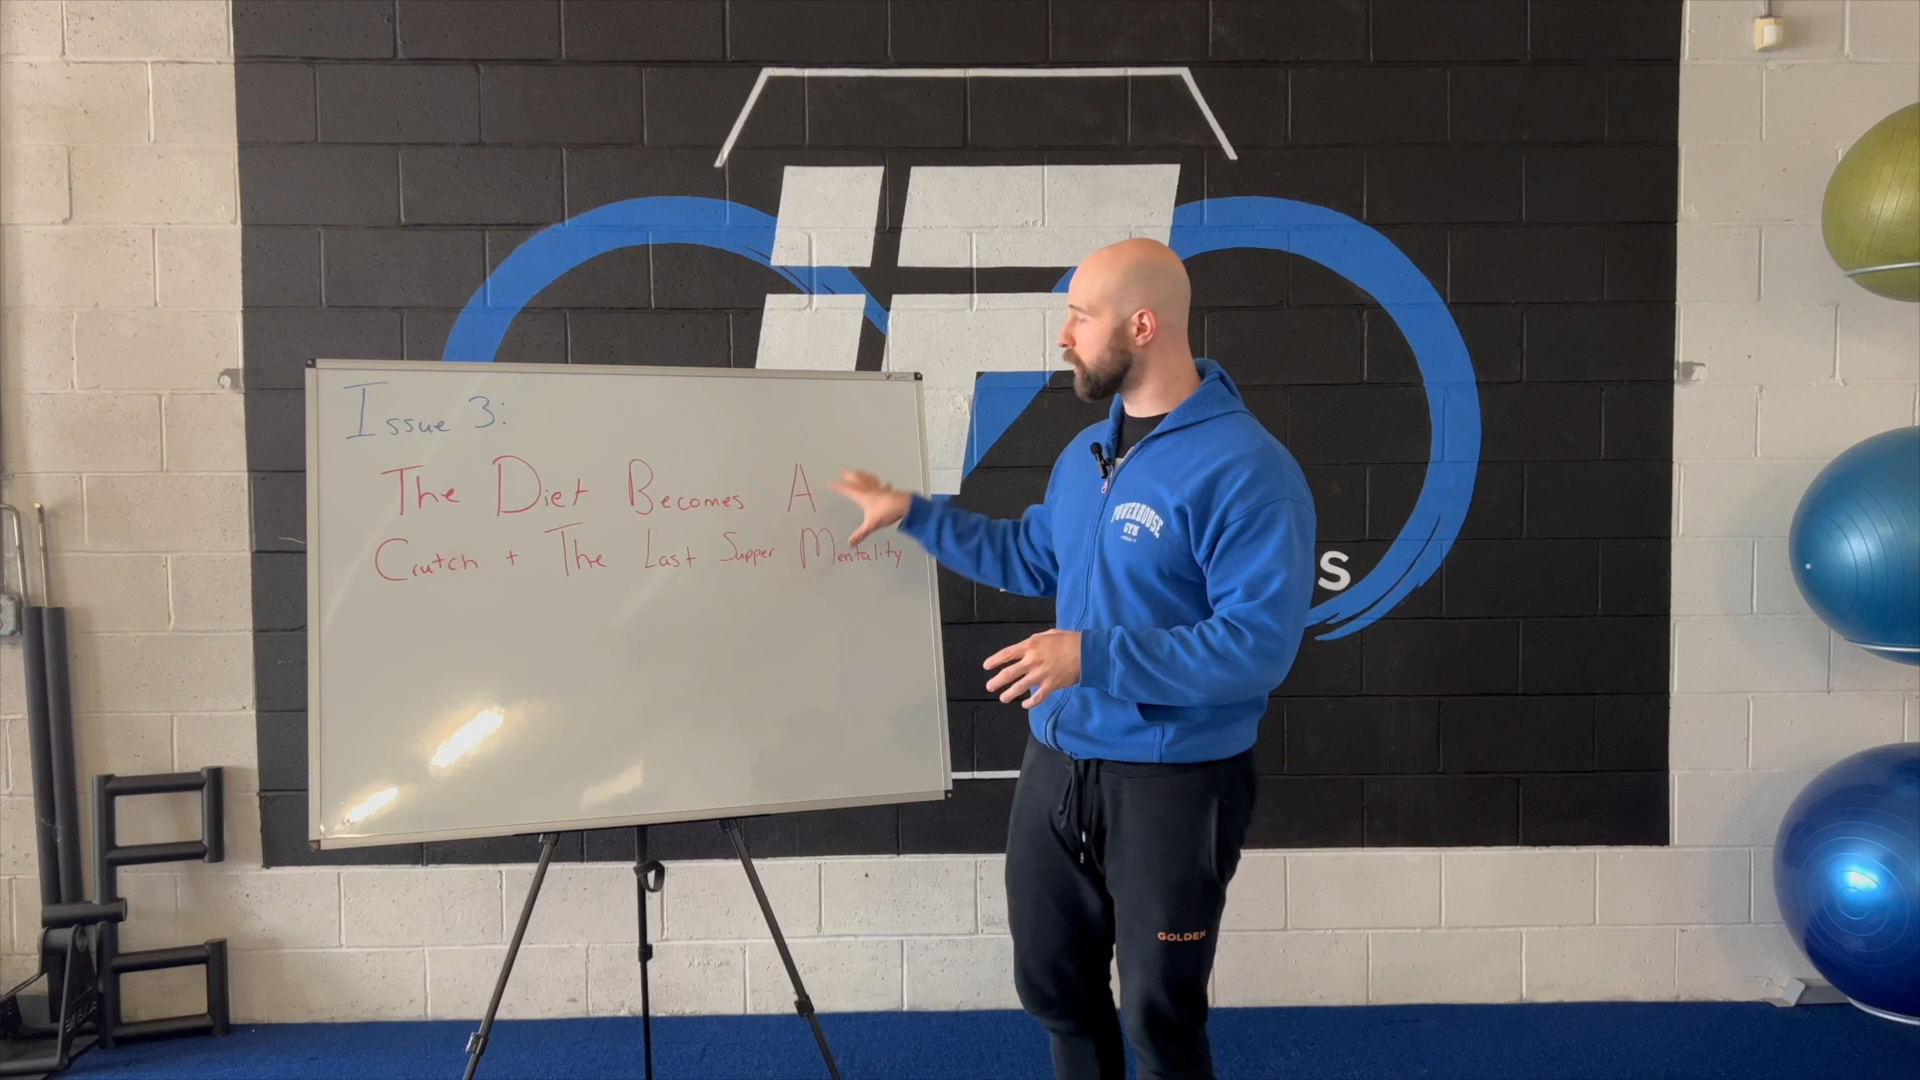 Issue 3:
The Diet Becomes A
Crutch + The Last Supper Mentality
POWERHOUSE
GYM
S
GOLDEN